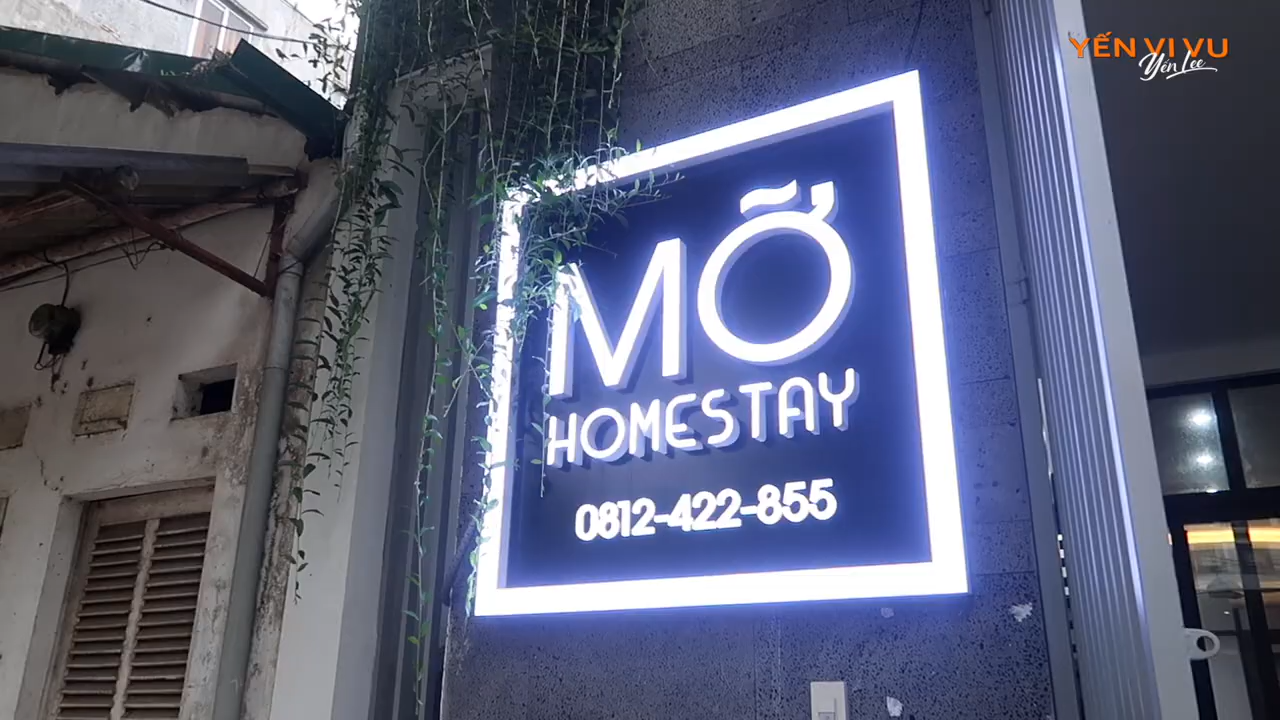 YẾN VI VU
Yến Lee
MỠ
HOMESTAY
0812-422-855